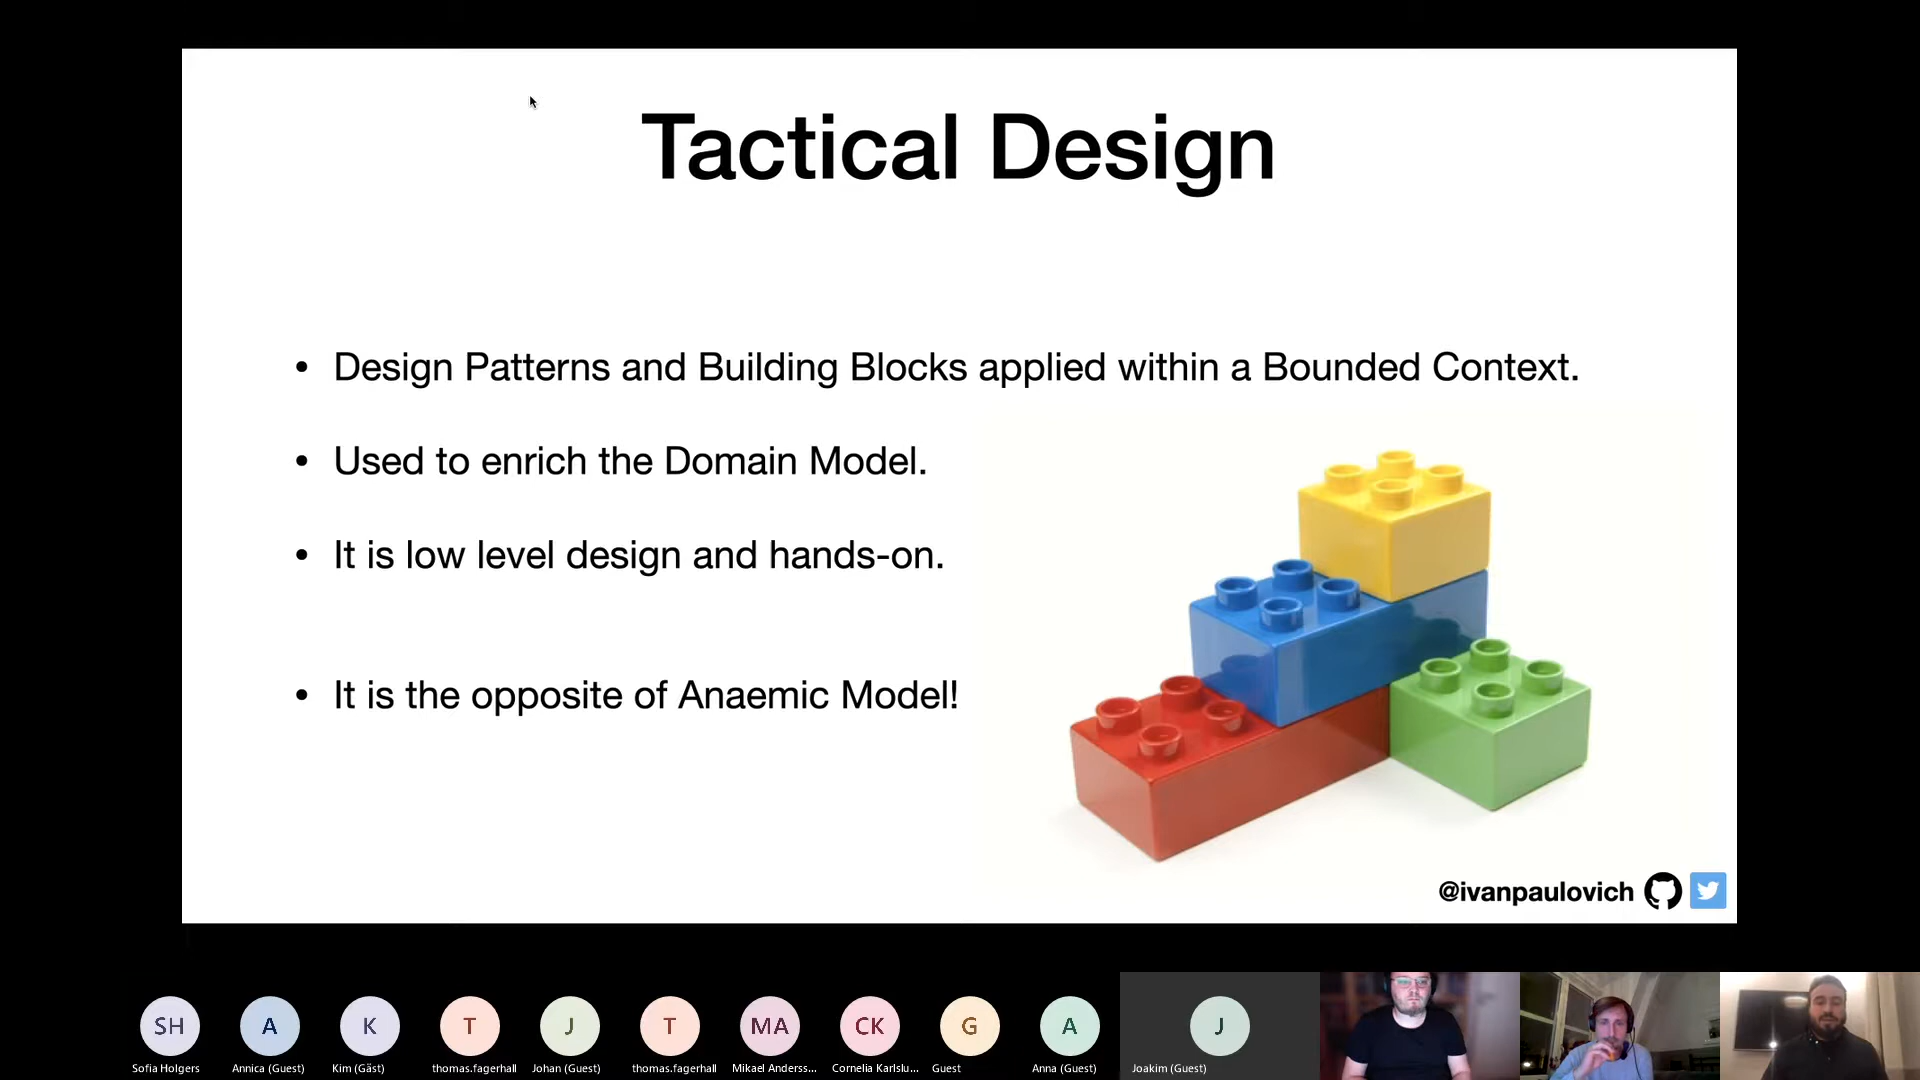 Tactical Design
• Design Patterns and Building Blocks applied within a Bounded Context.
• Used to enrich the Domain Model.
• It is low level design and hands-on.
• It is the opposite of Anaemic Model!
@ivanpaulovich
SH
A
K
T
J
T
MA
CK
G
A
J
Sofia Holgers
Annica (Guest)
Kim (Gäst)
thomas.fagerhall
Johan (Guest)
thomas.fagerhall
Mikael Anderss...
Cornelia Karlslu...
Guest
Anna (Guest)
Joakim (Guest)